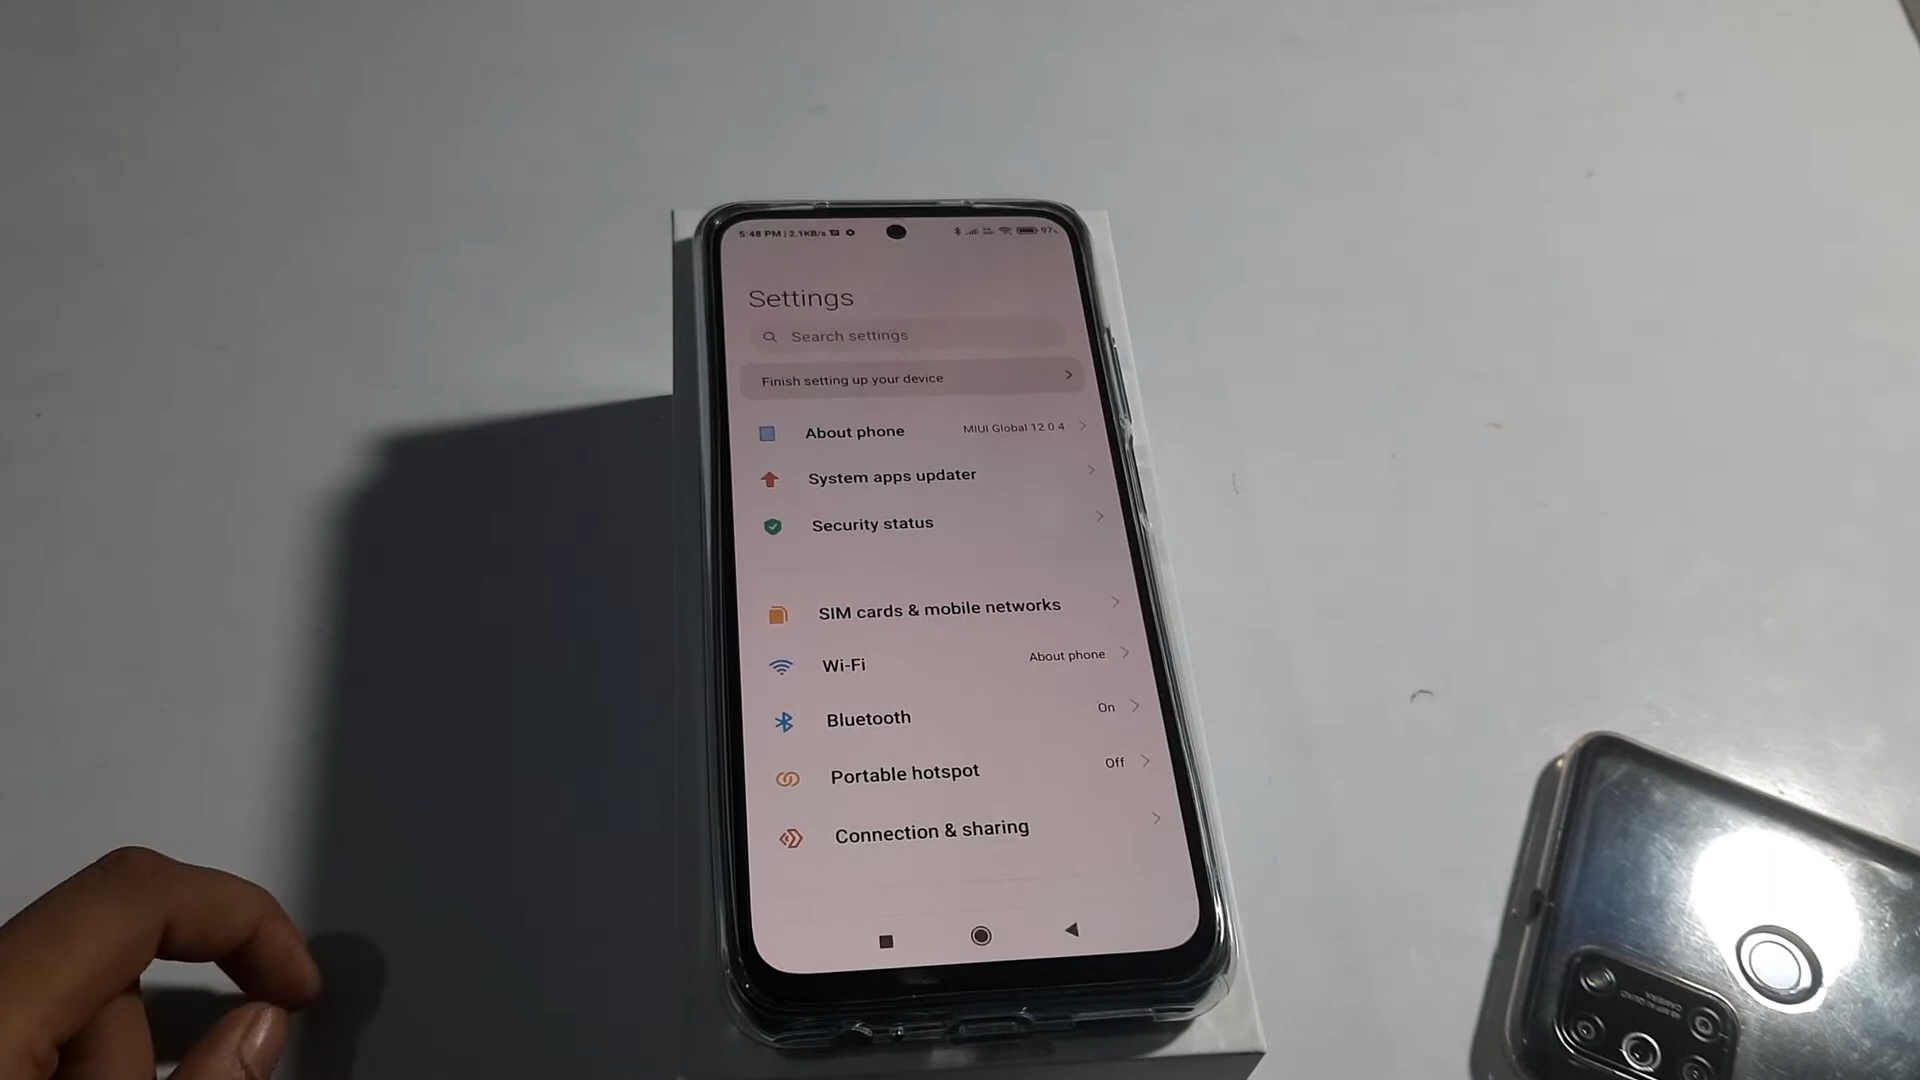 5:48 PM | 2.1KB/s
97
Settings
Search settings
Finish setting up your device
About phone MIUI Global 12.0.4
System apps updater
Security status
SIM cards & mobile networks
Wi-Fi About phone
Bluetooth On
Portable hotspot Off
Connection & sharing
CAMERA